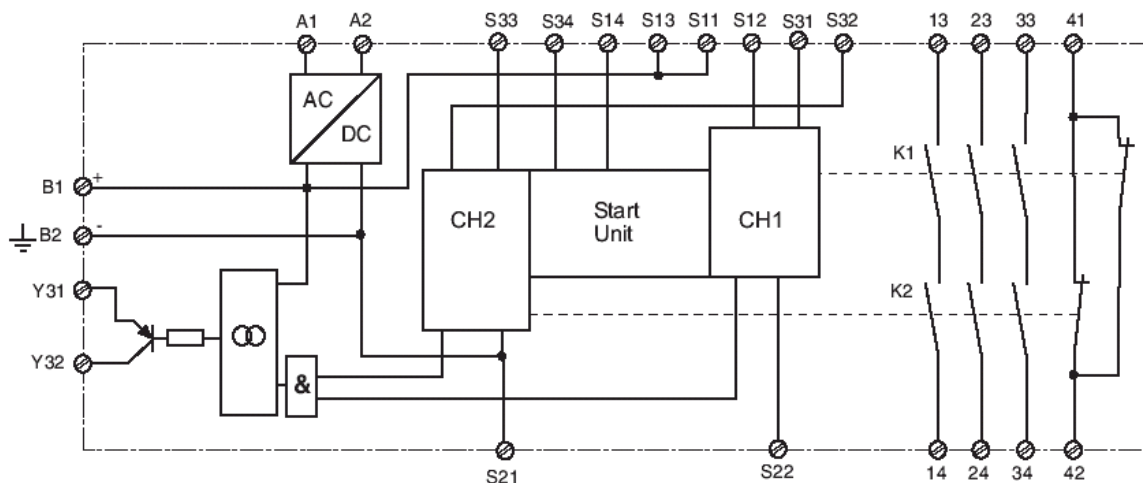 A1 A2 S33 S34 S14 S13 S11 S12 S31 S32 13 23 33 41
AC
DC
B1 +
K1
CH2
Start
Unit
CH1
B2 -
Y31
K2
Y32
&
S21 S22 14 24 34 42